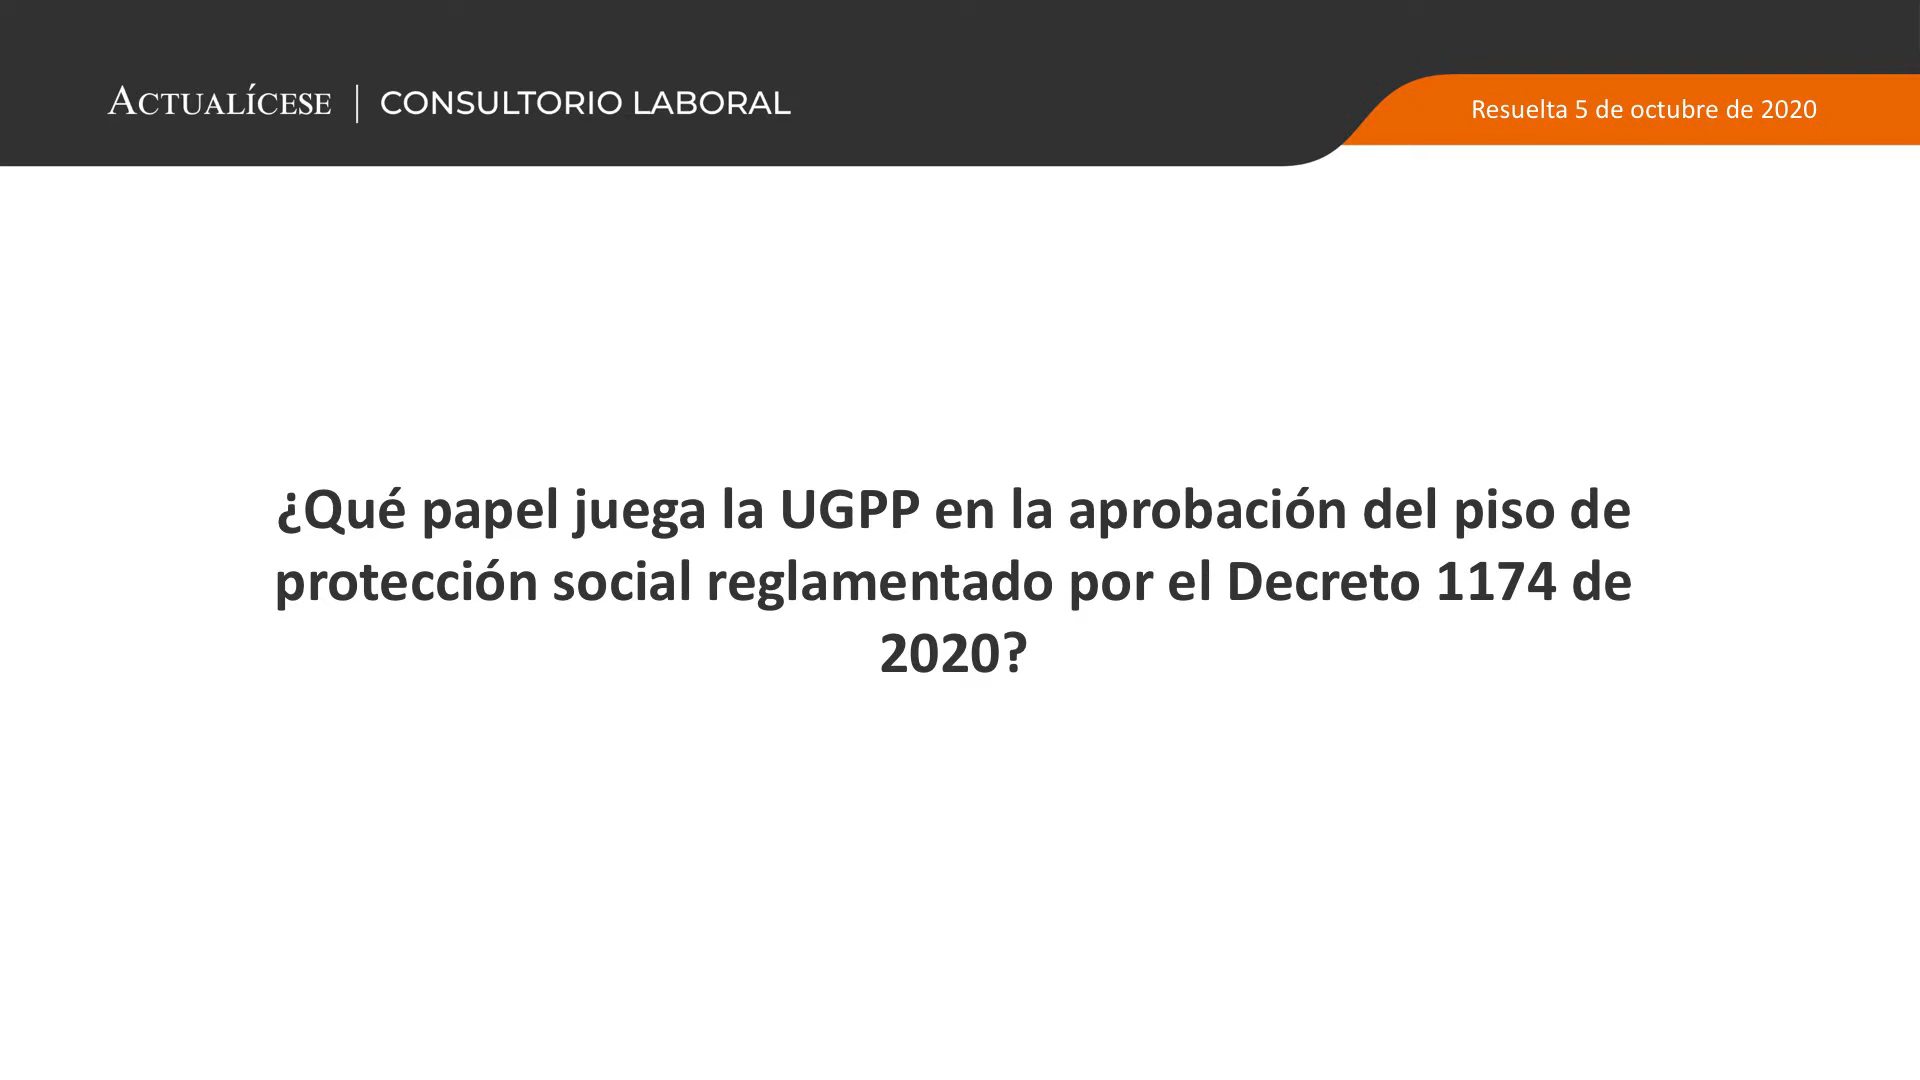 ACTUALÍCESE | CONSULTORIO LABORAL
Resuelta 5 de octubre de 2020
¿Qué papel juega la UGPP en la aprobación del piso de
protección social reglamentado por el Decreto 1174 de
2020?